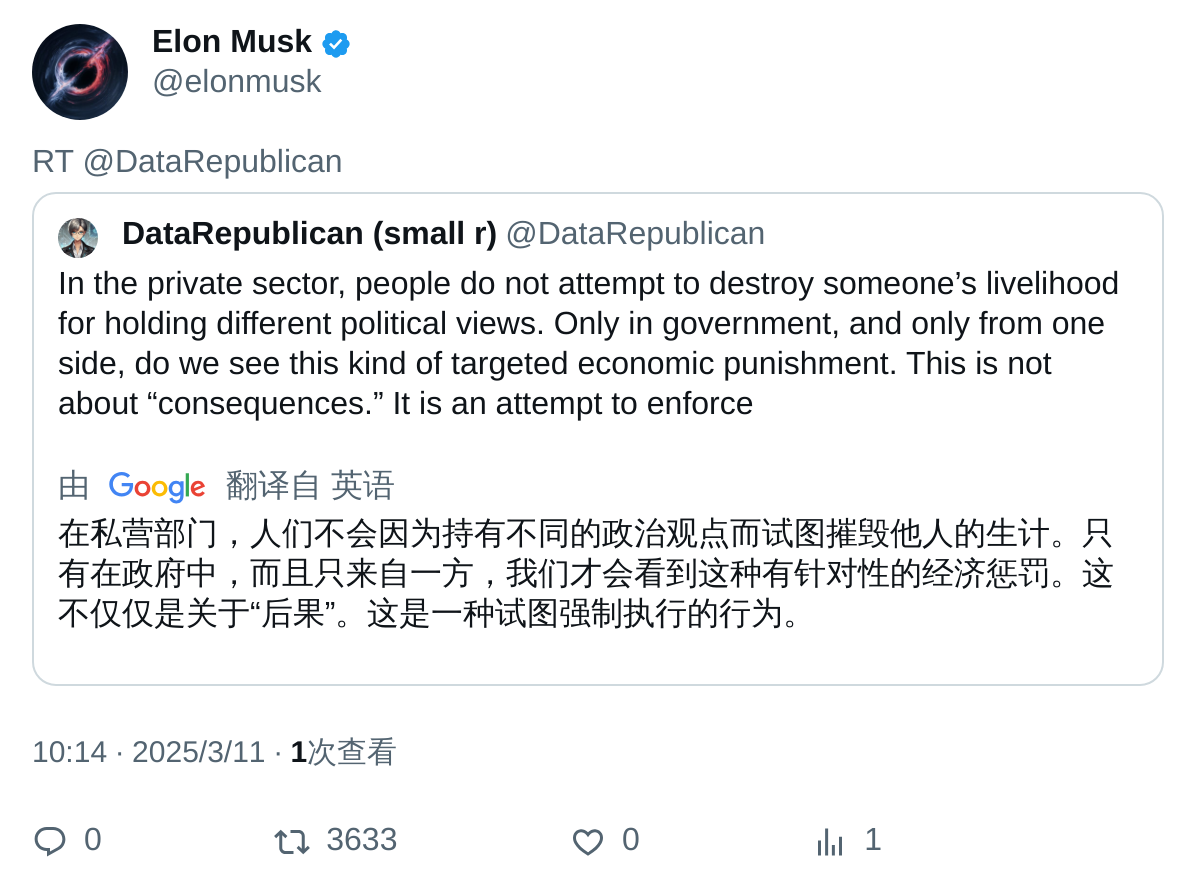 Elon Musk
@elonmusk
RT @DataRepublican
DataRepublican (small r) @DataRepublican
In the private sector, people do not attempt to destroy someone’s livelihood
for holding different political views. Only in government, and only from one
side, do we see this kind of targeted economic punishment. This is not
about “consequences.” It is an attempt to enforce
由 Google 翻译自 英语
在私营部门，人们不会因为持有不同的政治观点而试图摧毁他人的生计。只
有在政府中，而且只来自一方，我们才会看到这种有针对性的经济惩罚。这
不仅仅是关于“后果”。这是一种试图强制执行的行为。
10:14 · 2025/3/11 · 1次查看
0 3633 0 1